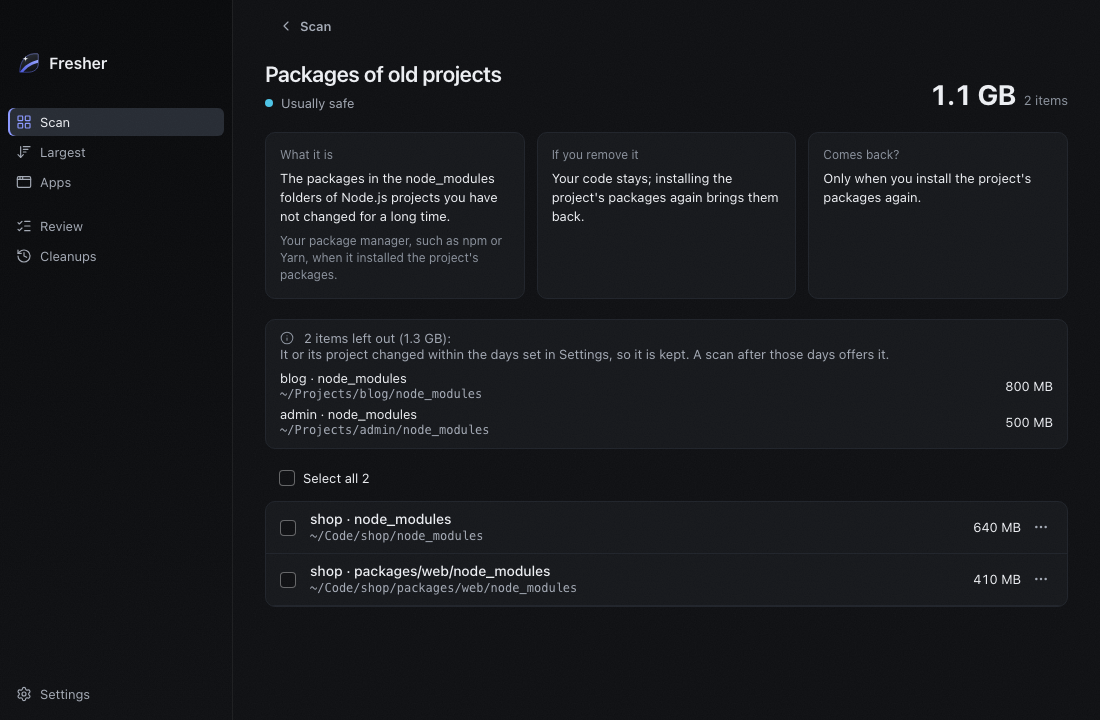 Fresher
Scan
Largest
Apps
Review
Cleanups
Settings
Scan
Packages of old projects
Usually safe
1.1 GB 2 items
What it is
The packages in the node_modules
folders of Node.js projects you have
not changed for a long time.
Your package manager, such as npm or
Yarn, when it installed the project's
packages.
If you remove it
Your code stays; installing the
project's packages again brings them
back.
Comes back?
Only when you install the project's
packages again.
2 items left out (1.3 GB):
It or its project changed within the days set in Settings, so it is kept. A scan after those days offers it.
blog · node_modules
~/Projects/blog/node_modules
800 MB
admin · node_modules
~/Projects/admin/node_modules
500 MB
Select all 2
shop · node_modules
~/Code/shop/node_modules
640 MB
shop · packages/web/node_modules
~/Code/shop/packages/web/node_modules
410 MB